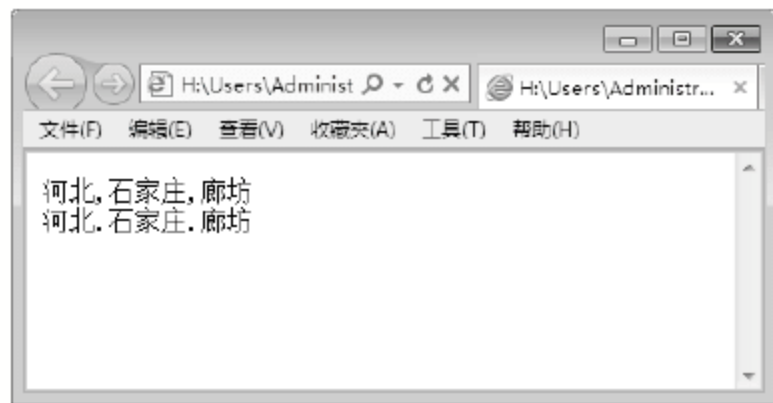 H:\Users\Administ
H:\Users\Administr...
文件(F) 编辑(E) 查看(V) 收藏夹(A) 工具(T) 帮助(H)
河北,石家庄,廊坊
河北.石家庄.廊坊